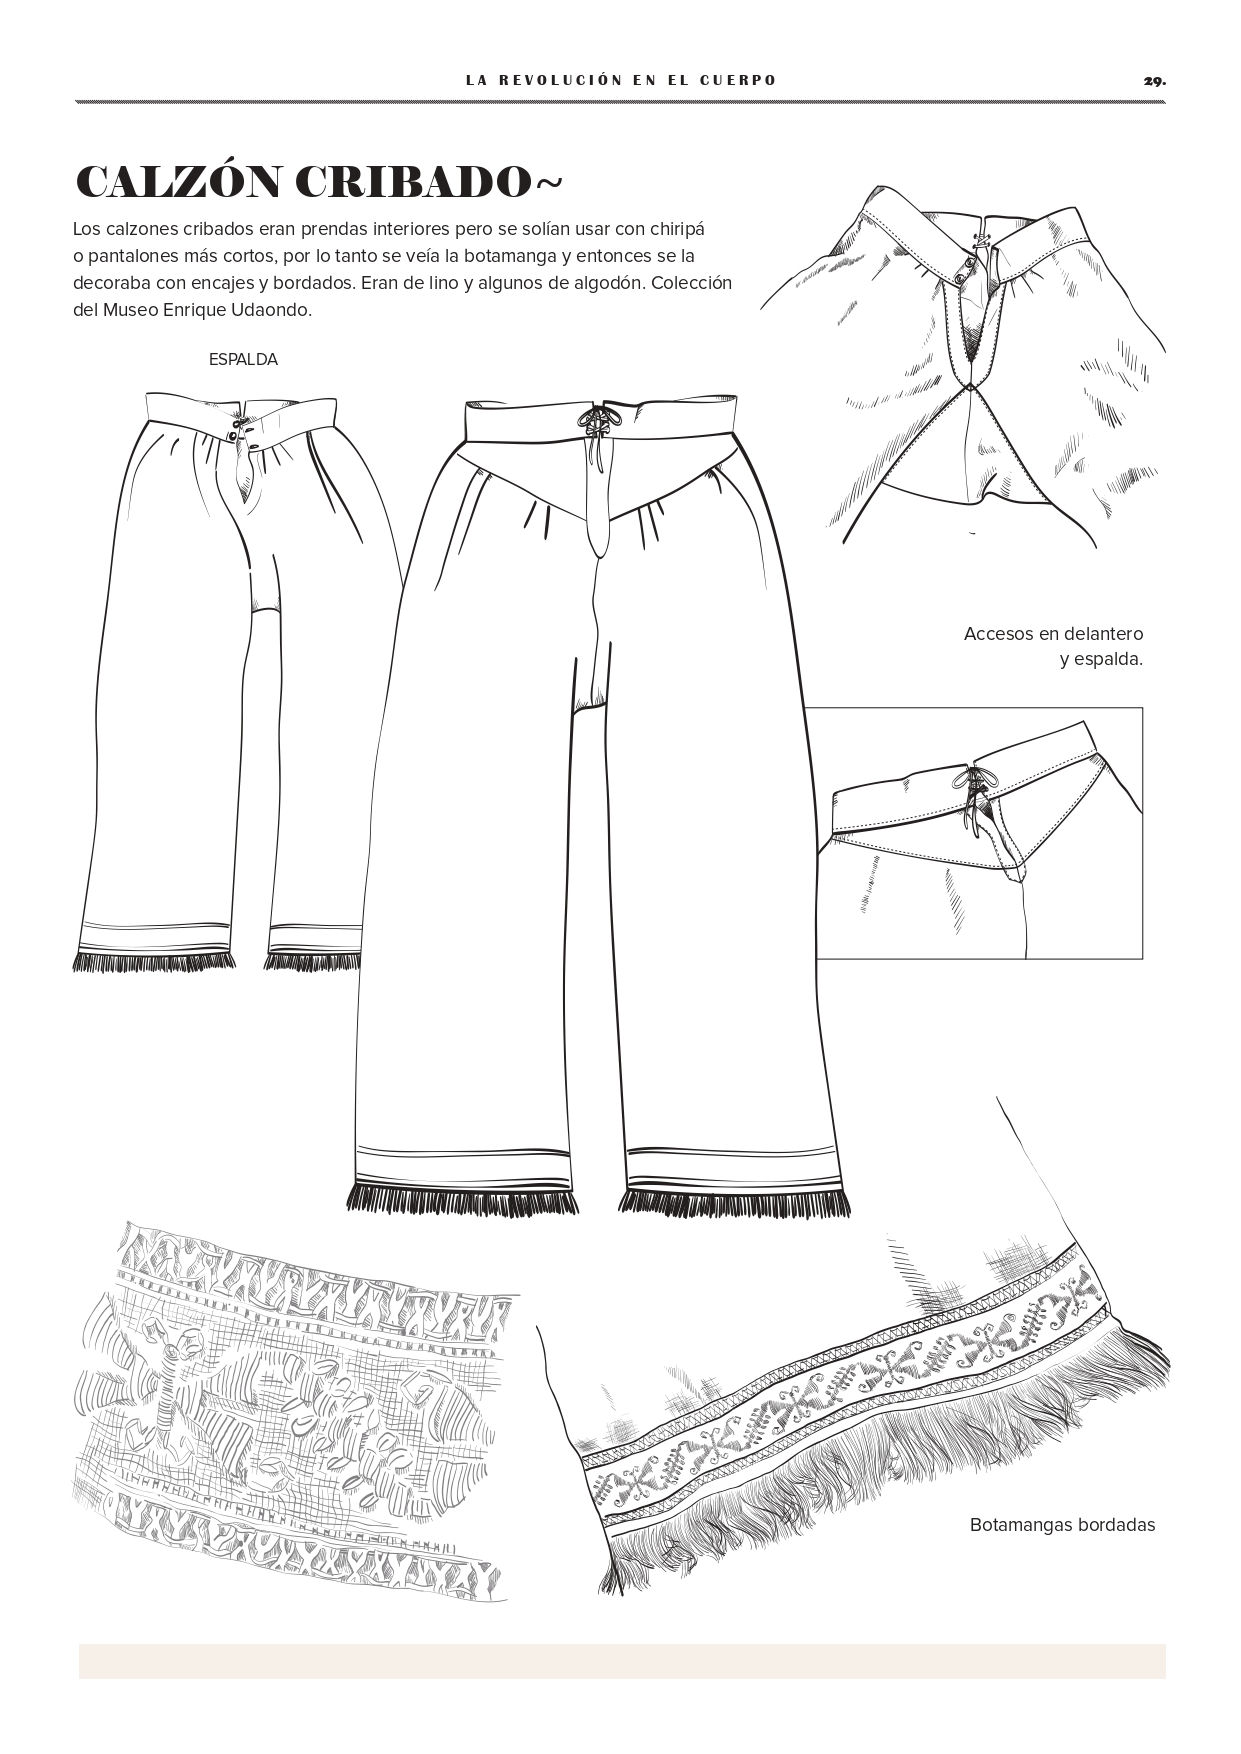 LA REVOLUCIÓN EN EL CUERPO
29.
CALZÓN CRIBADO~
Los calzones cribados eran prendas interiores pero se solían usar con chiripá
o pantalones más cortos, por lo tanto se veía la botamanga y entonces se la
decoraba con encajes y bordados. Eran de lino y algunos de algodón. Colección
del Museo Enrique Udaondo.
ESPALDA
Accesos en delantero
y espalda.
Botamangas bordadas